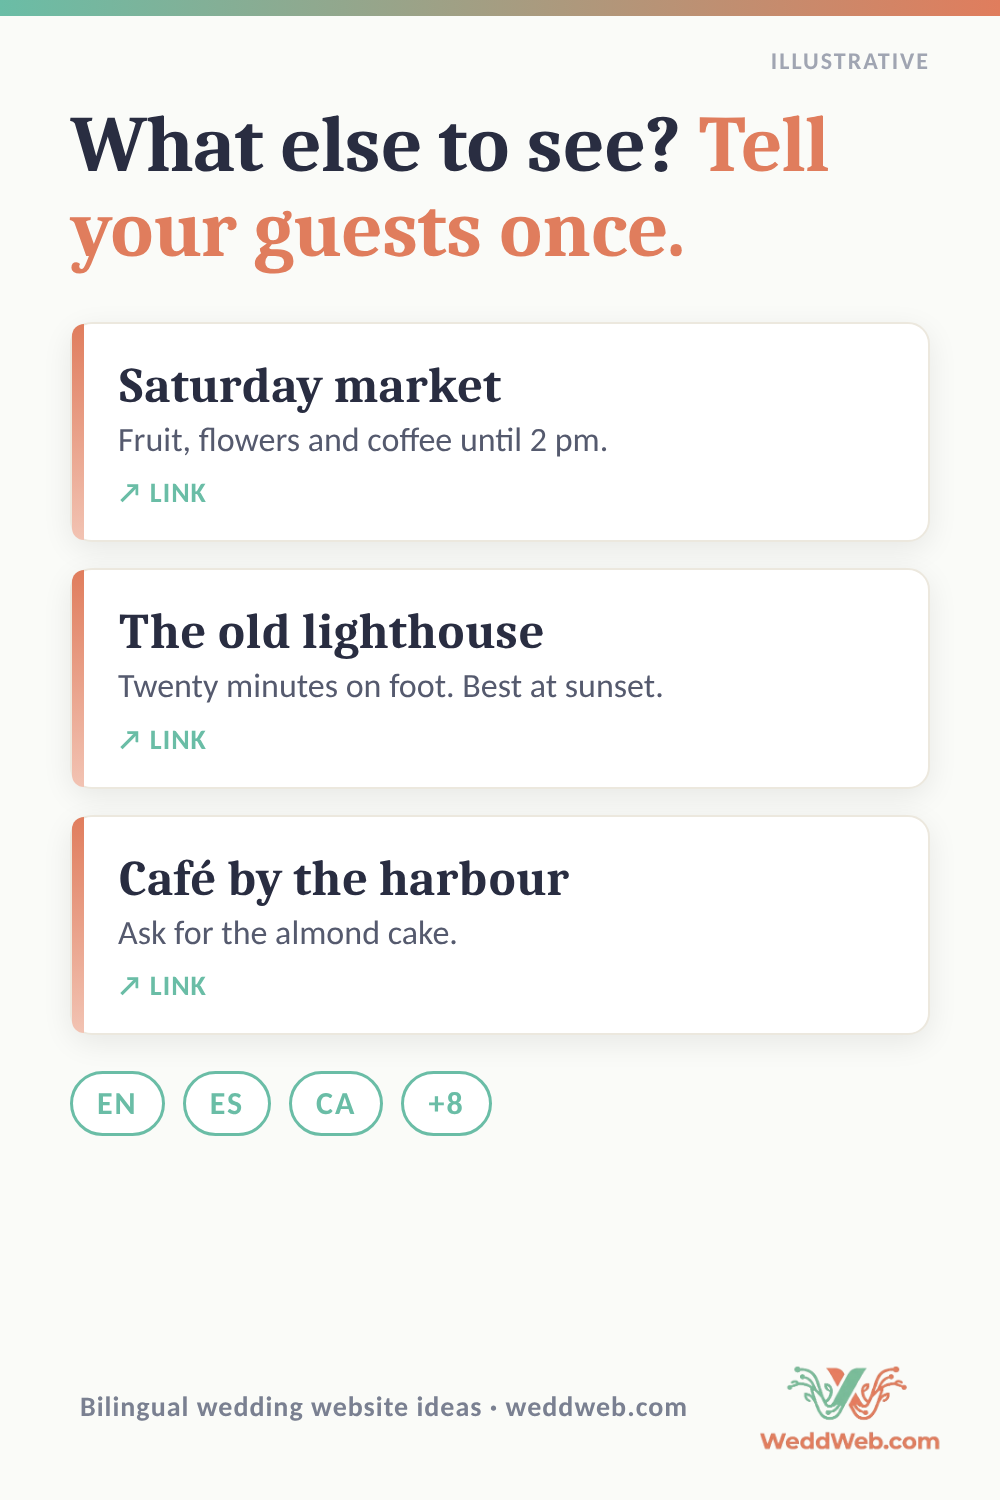 ILLUSTRATIVE
What else to see? Tell
your guests once.
Saturday market
Fruit, flowers and coffee until 2 pm.
↗ LINK
The old lighthouse
Twenty minutes on foot. Best at sunset.
↗ LINK
Café by the harbour
Ask for the almond cake.
↗ LINK
EN ES CA +8
Bilingual wedding website ideas · weddweb.com
WeddWeb.com